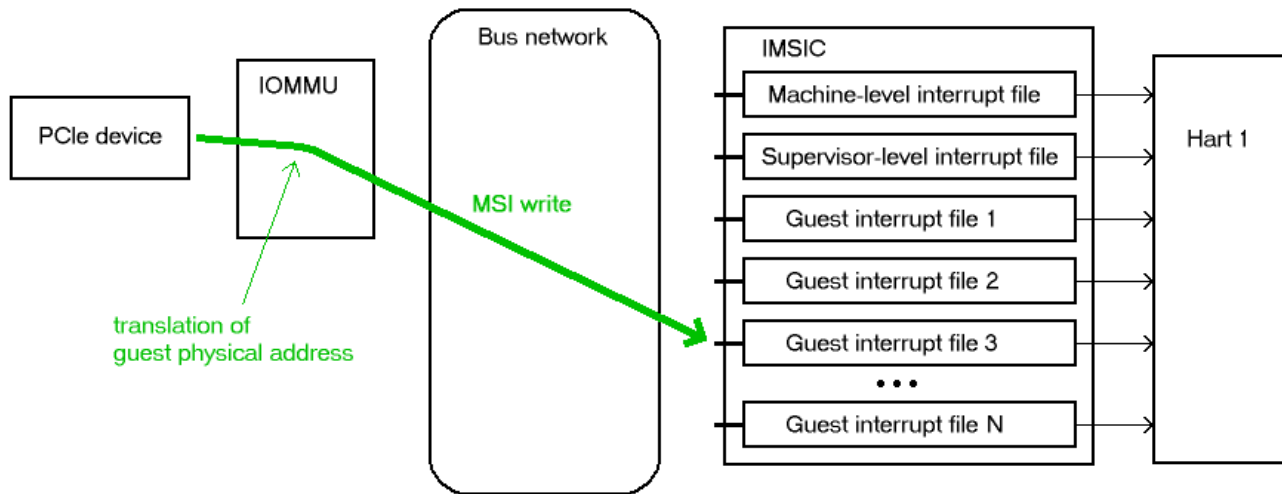 PCIe device
IOMMU
translation of
guest physical address
Bus network
MSI write
IMSIC
Machine-level interrupt file
Supervisor-level interrupt file
Guest interrupt file 1
Guest interrupt file 2
Guest interrupt file 3
• • •
Guest interrupt file N
Hart 1